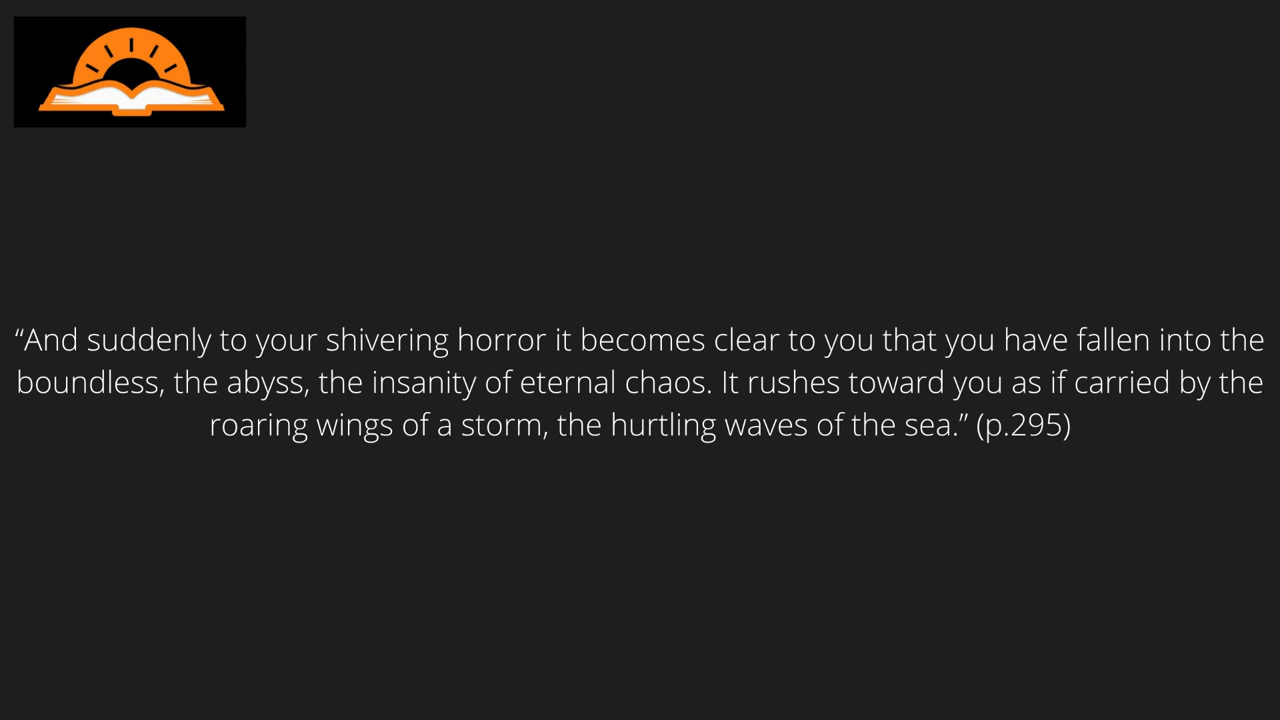 “And suddenly to your shivering horror it becomes clear to you that you have fallen into the
boundless, the abyss, the insanity of eternal chaos. It rushes toward you as if carried by the
roaring wings of a storm, the hurtling waves of the sea.” (p.295)